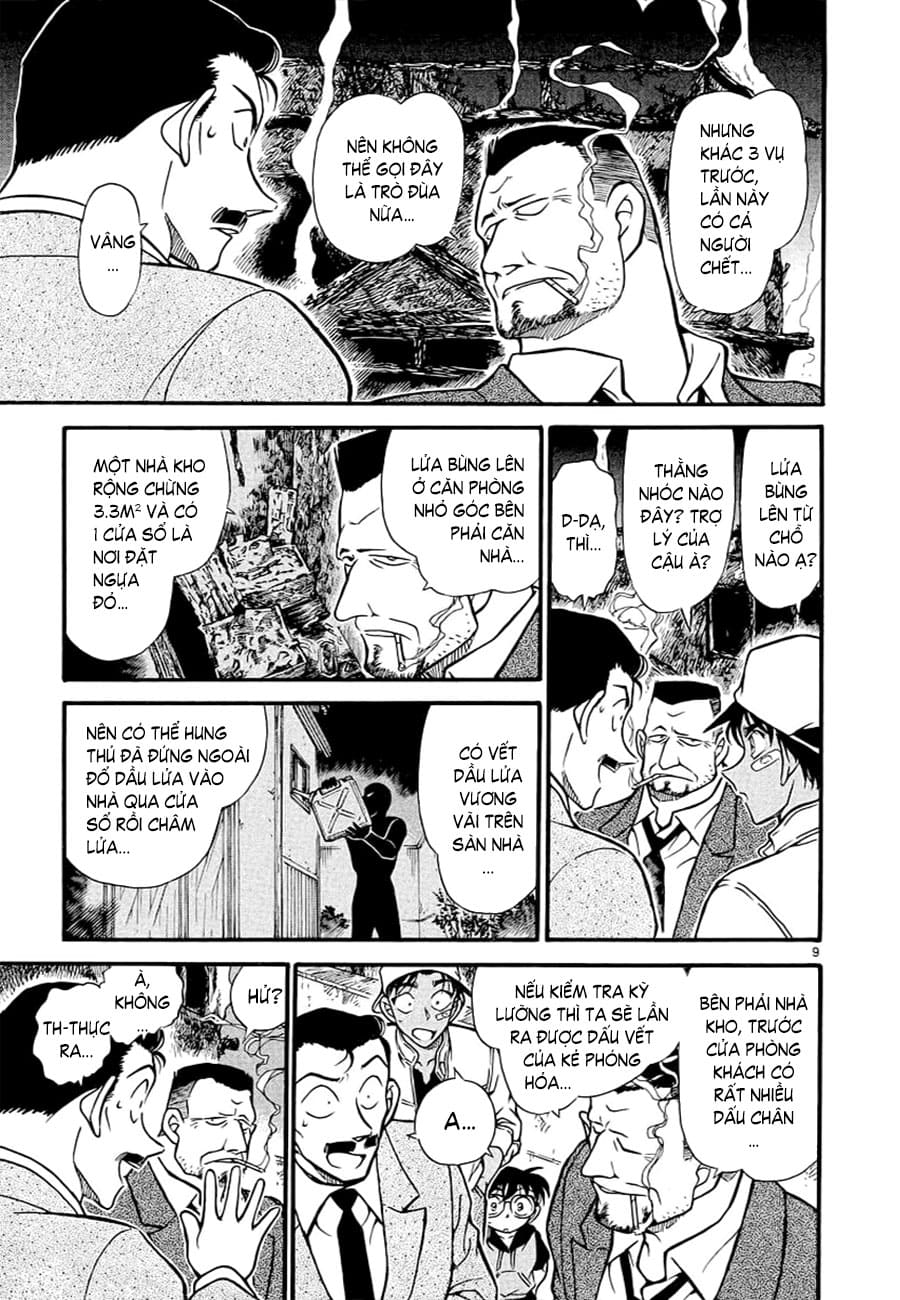 NHƯNG
KHÁC 3 VỤ
TRƯỚC,
LẦN NÀY
CÓ CẢ
NGƯỜI
CHẾT...
NÊN KHÔNG
THỂ GỌI ĐÂY
LÀ TRÒ ĐÙA
NỮA...
VÂNG
...
LỬA
BÙNG
LÊN TỪ
CHỖ
NÀO Ạ?
THẰNG
NHÓC NÀO
ĐÂY? TRỢ
LÝ CỦA
CẬU À?
D-DẠ,
THÌ...
LỬA BÙNG LÊN
Ở CĂN PHÒNG
NHỎ GÓC BÊN
PHẢI CĂN
NHÀ...
MỘT NHÀ KHO
RỘNG CHỪNG
3.3M² VÀ CÓ
1 CỬA SỔ LÀ
NƠI ĐẶT
NGỰA
ĐỎ...
CÓ VẾT
DẦU LỬA
VƯƠNG
VÃI TRÊN
SÀN NHÀ
...
NÊN CÓ THỂ HUNG
THỦ ĐÃ ĐỨNG NGOÀI
ĐỔ DẦU LỬA VÀO
NHÀ QUA CỬA
SỔ RỒI CHÂM
LỬA...
9
BÊN PHẢI NHÀ
KHO, TRƯỚC
CỬA PHÒNG
KHÁCH CÓ
RẤT NHIỀU
DẤU CHÂN
...
NẾU KIỂM TRA KỸ
LƯỠNG THÌ TA SẼ LẦN
RA ĐƯỢC DẤU VẾT
CỦA KẺ PHÓNG
HỎA...
A...
HỬ?
À,
KHÔNG
...
TH-THỰC
RA...